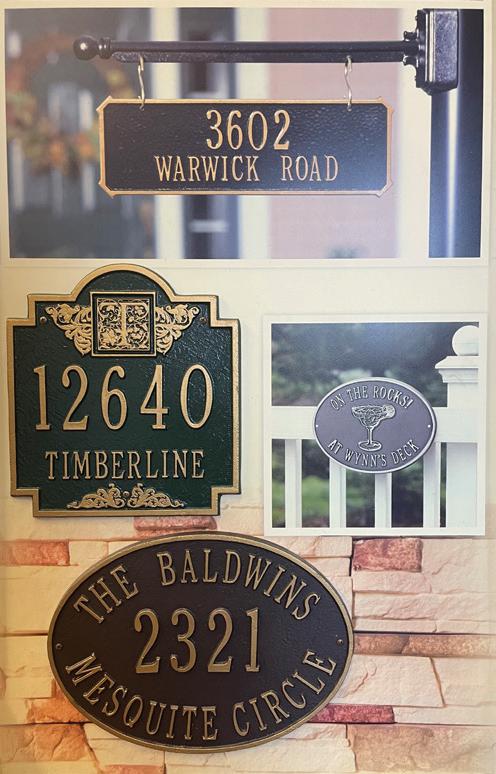 3602
WARWICK ROAD
T
12640
TIMBERLINE
ON THE ROCKS!
AT WYNN'S DECK
THE BALDWINS
2321
MESQUITE CIRCLE